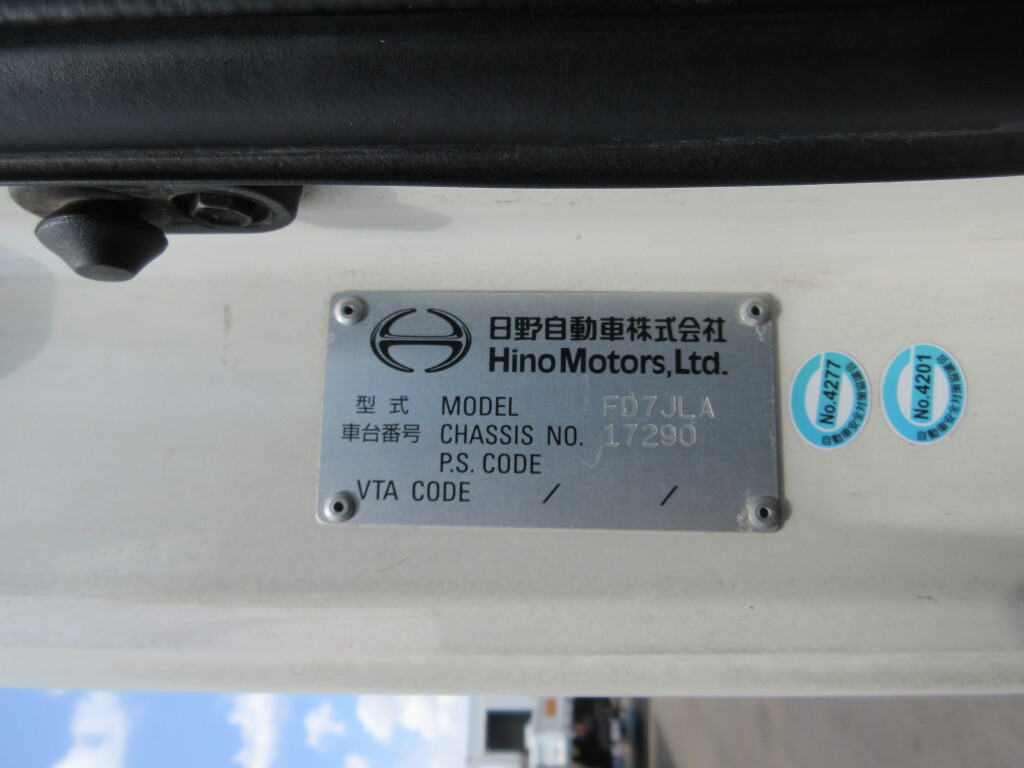 日野自動車株式会社
Hino Motors, Ltd.
型式 MODEL FD7JLA
車台番号 CHASSIS NO. 17290
P.S. CODE
VTA CODE / /
No.4277
No.4201